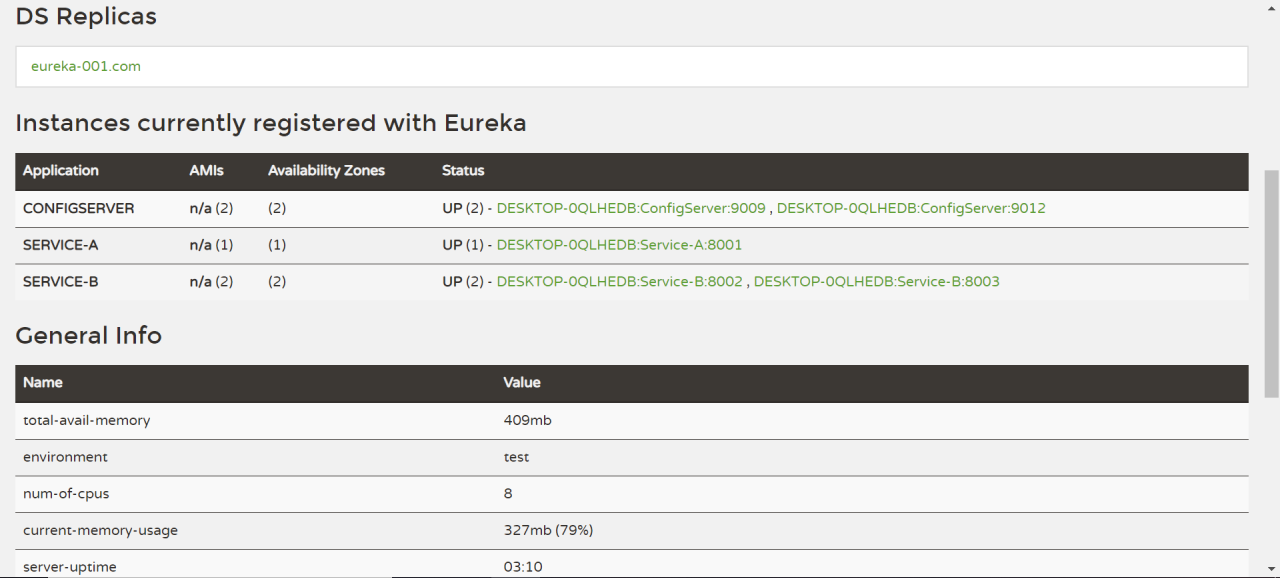 DS Replicas
eureka-001.com
Instances currently registered with Eureka
Application AMIs Availability Zones Status
CONFIGSERVER n/a (2) (2) UP (2) - DESKTOP-0QLHEDB:ConfigServer:9009 , DESKTOP-0QLHEDB:ConfigServer:9012
SERVICE-A n/a (1) (1) UP (1) - DESKTOP-0QLHEDB:Service-A:8001
SERVICE-B n/a (2) (2) UP (2) - DESKTOP-0QLHEDB:Service-B:8002 , DESKTOP-0QLHEDB:Service-B:8003
General Info
Name Value
total-avail-memory 409mb
environment test
num-of-cpus 8
current-memory-usage 327mb (79%)
server-uptime 03:10